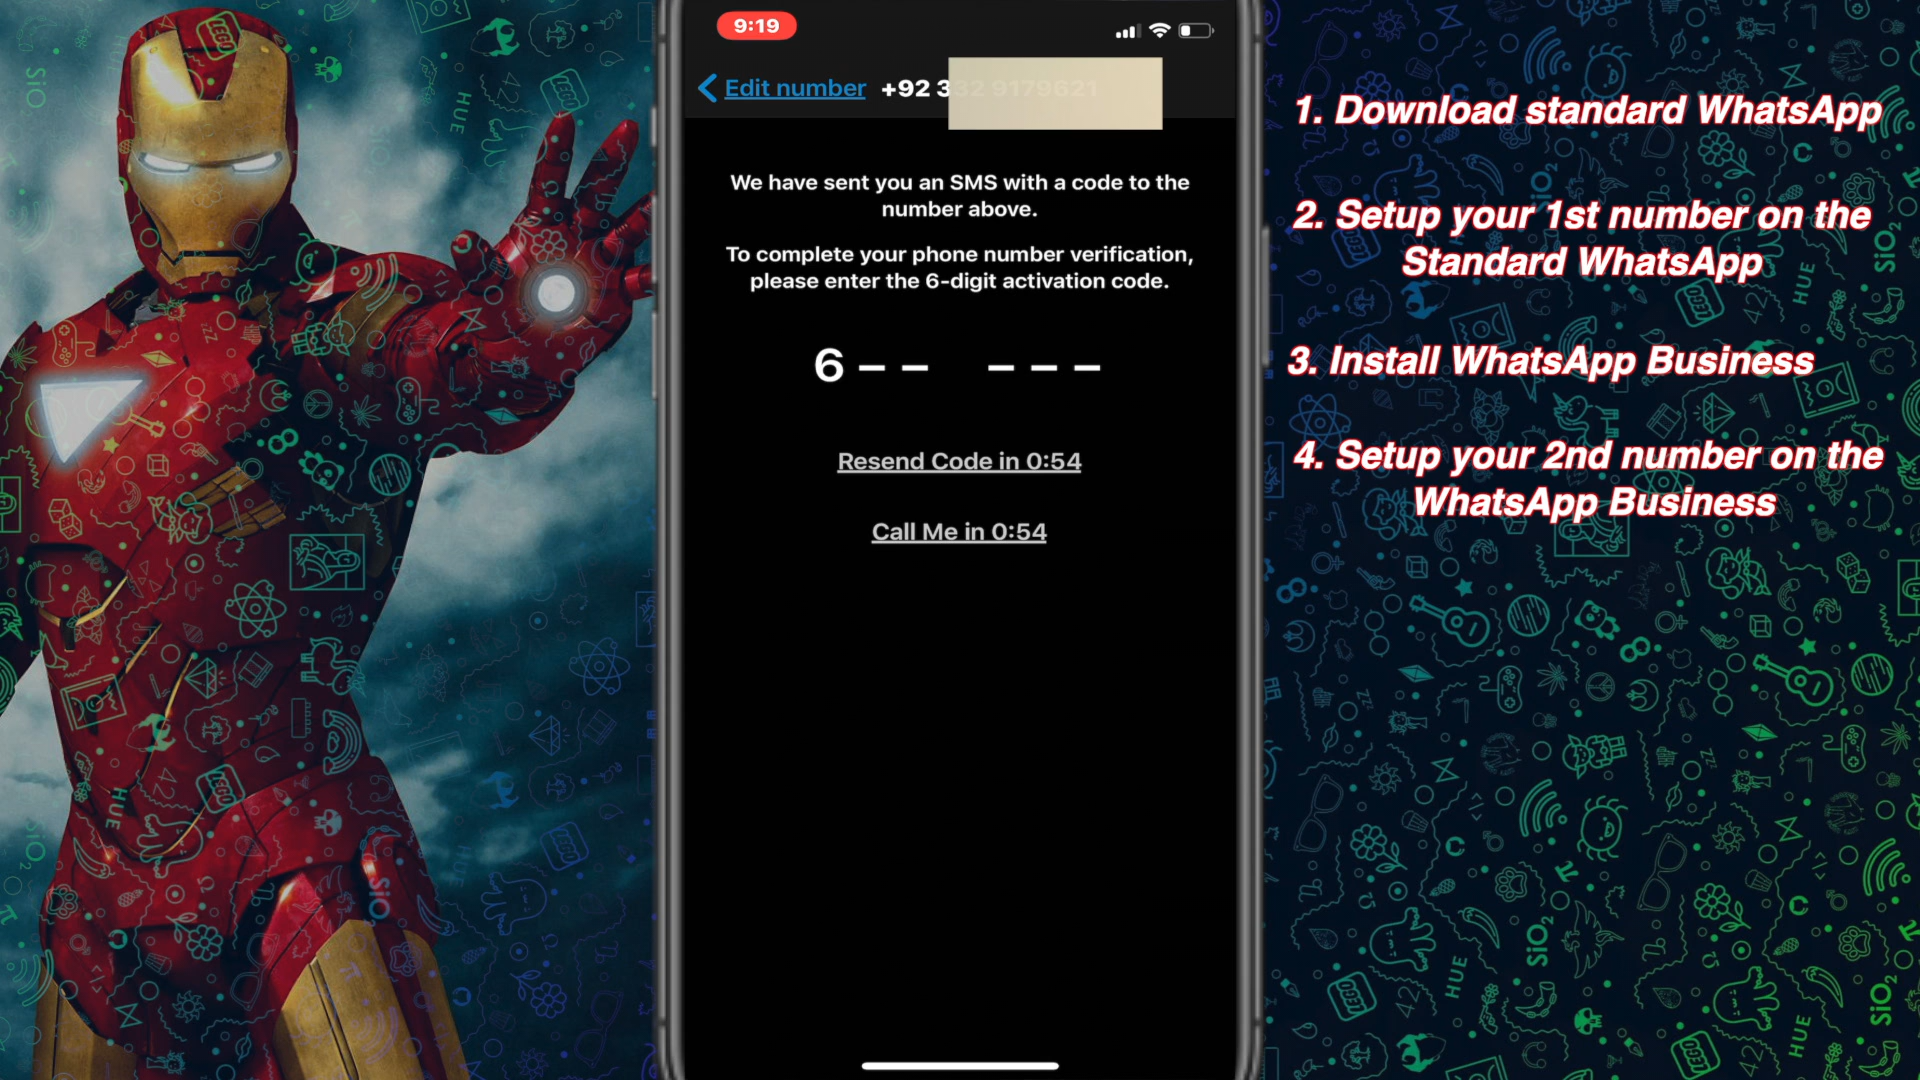 9:19
Edit number +92 3
We have sent you an SMS with a code to the
number above.
To complete your phone number verification,
please enter the 6-digit activation code.
6–– –––
Resend Code in 0:54
Call Me in 0:54
1. Download standard WhatsApp
2. Setup your 1st number on the
Standard WhatsApp
3. Install WhatsApp Business
4. Setup your 2nd number on the
WhatsApp Business